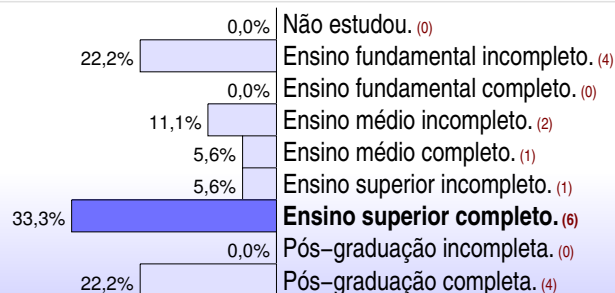 0,0% Não estudou. (0)
22,2% Ensino fundamental incompleto. (4)
0,0% Ensino fundamental completo. (0)
11,1% Ensino médio incompleto. (2)
5,6% Ensino médio completo. (1)
5,6% Ensino superior incompleto. (1)
33,3% Ensino superior completo. (6)
0,0% Pós−graduação incompleta. (0)
22,2% Pós−graduação completa. (4)